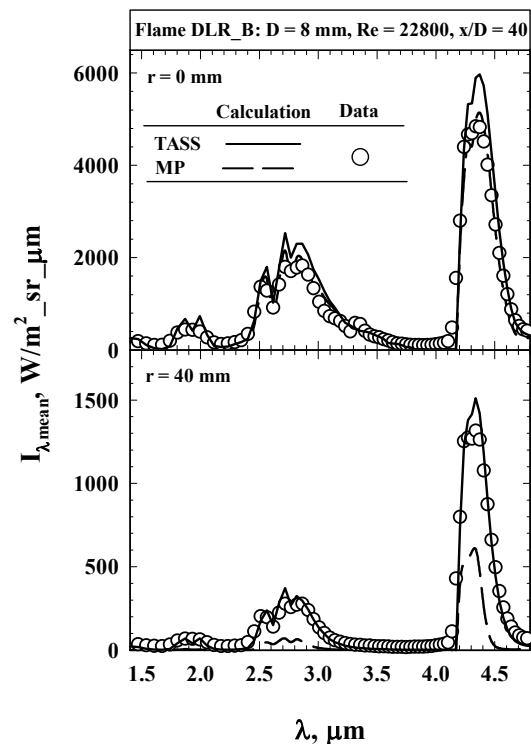 Flame DLR_B: D = 8 mm, Re = 22800, x/D = 40
r = 0 mm
Calculation Data
TASS
MP
6000
4000
2000
0
r = 40 mm
1500
1000
500
0
I_λ mean, W/m²_sr_μm
1.5 2.0 2.5 3.0 3.5 4.0 4.5
λ, μm